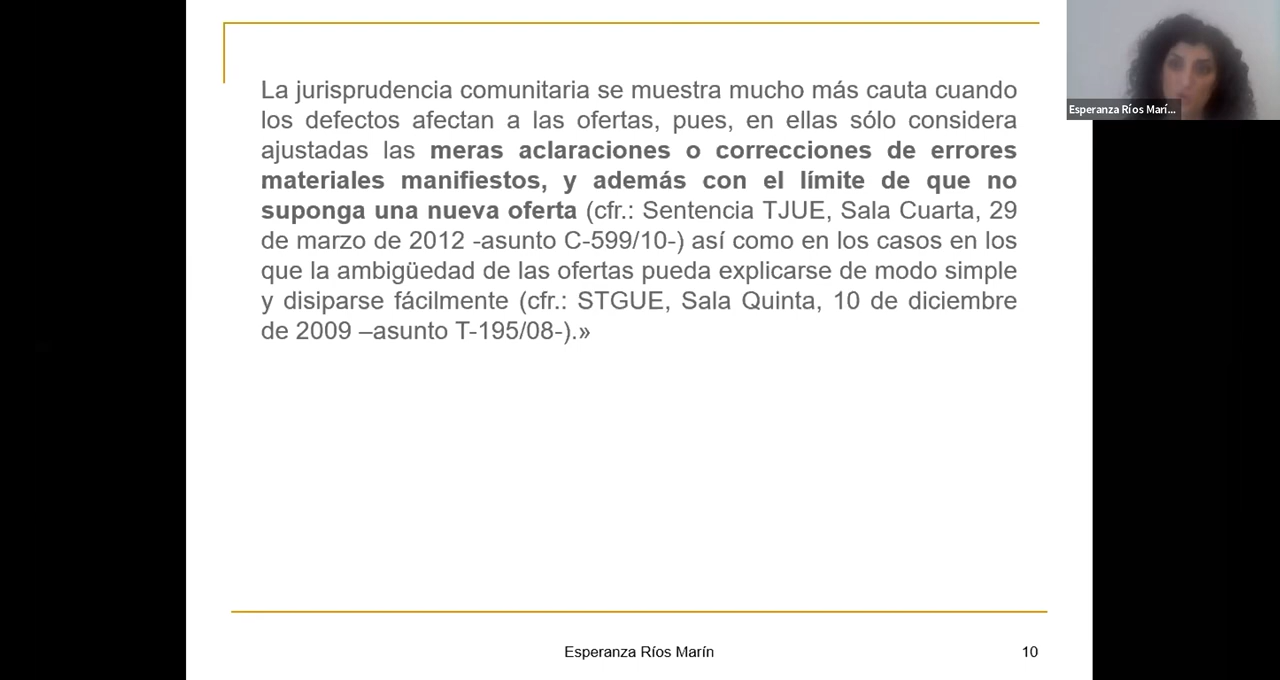 La jurisprudencia comunitaria se muestra mucho más cauta cuando
los defectos afectan a las ofertas, pues, en ellas sólo considera
ajustadas las meras aclaraciones o correcciones de errores
materiales manifiestos, y además con el límite de que no
suponga una nueva oferta (cfr.: Sentencia TJUE, Sala Cuarta, 29
de marzo de 2012 -asunto C-599/10-) así como en los casos en los
que la ambigüedad de las ofertas pueda explicarse de modo simple
y disiparse fácilmente (cfr.: STGUE, Sala Quinta, 10 de diciembre
de 2009 –asunto T-195/08-).»
Esperanza Ríos Marí...
Esperanza Ríos Marín
10